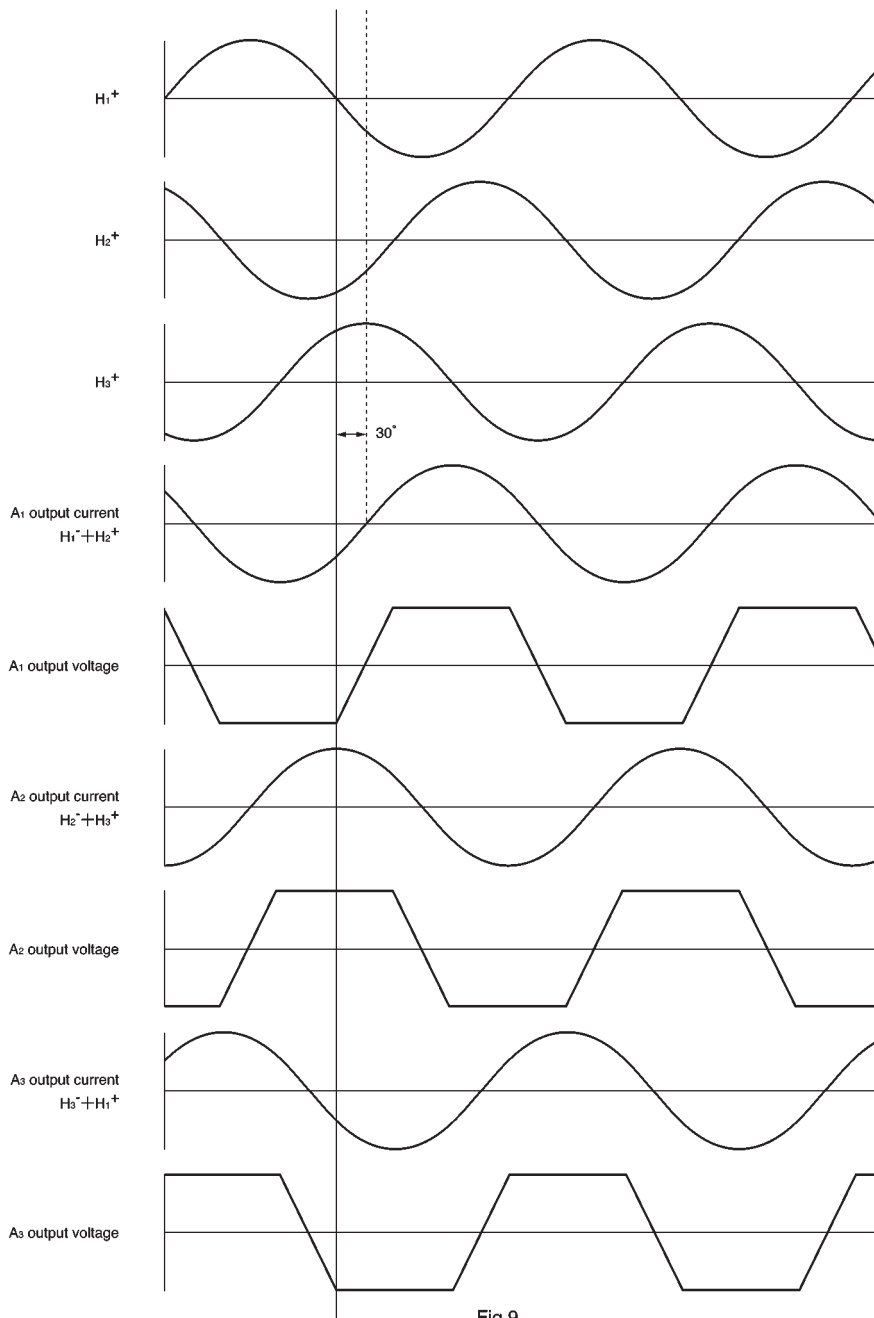 H₁⁺
H₂⁺
H₃⁺
30°
A₁ output current
H₁⁻+H₂⁺
A₁ output voltage
A₂ output current
H₂⁻+H₃⁺
A₂ output voltage
A₃ output current
H₃⁻+H₁⁺
A₃ output voltage
Fig.9